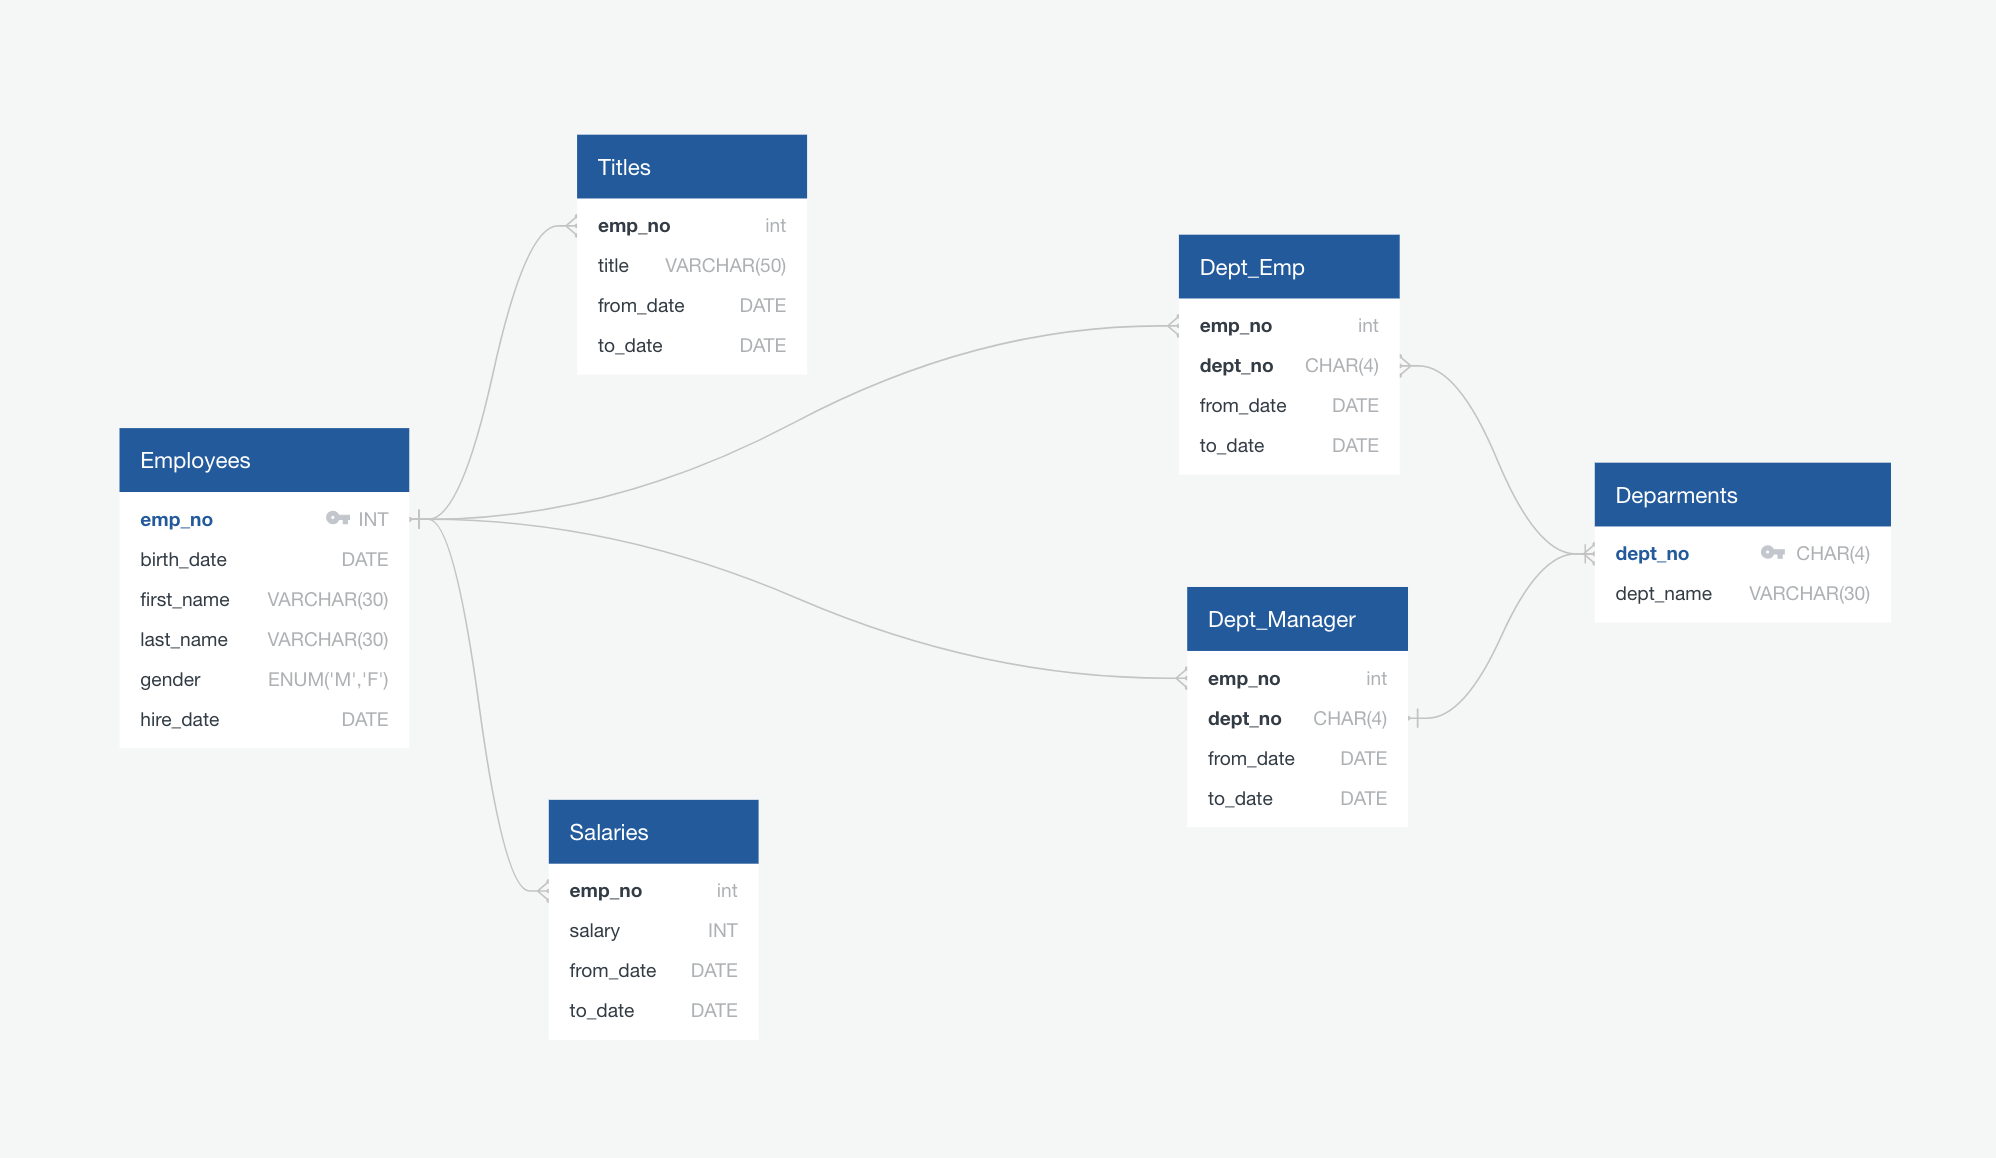 Titles
emp_no int
title VARCHAR(50)
from_date DATE
to_date DATE
Dept_Emp
emp_no int
dept_no CHAR(4)
from_date DATE
to_date DATE
Employees
emp_no INT
birth_date DATE
first_name VARCHAR(30)
last_name VARCHAR(30)
gender ENUM('M','F')
hire_date DATE
Deparments
dept_no CHAR(4)
dept_name VARCHAR(30)
Dept_Manager
emp_no int
dept_no CHAR(4)
from_date DATE
to_date DATE
Salaries
emp_no int
salary INT
from_date DATE
to_date DATE